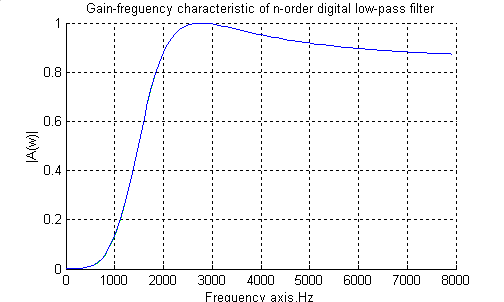 Gain-freguency characteristic of n-order digital low-pass filter
1
0.8
0.6
0.4
0.2
0
|A(w)|
0 1000 2000 3000 4000 5000 6000 7000 8000
Frequency axis,Hz